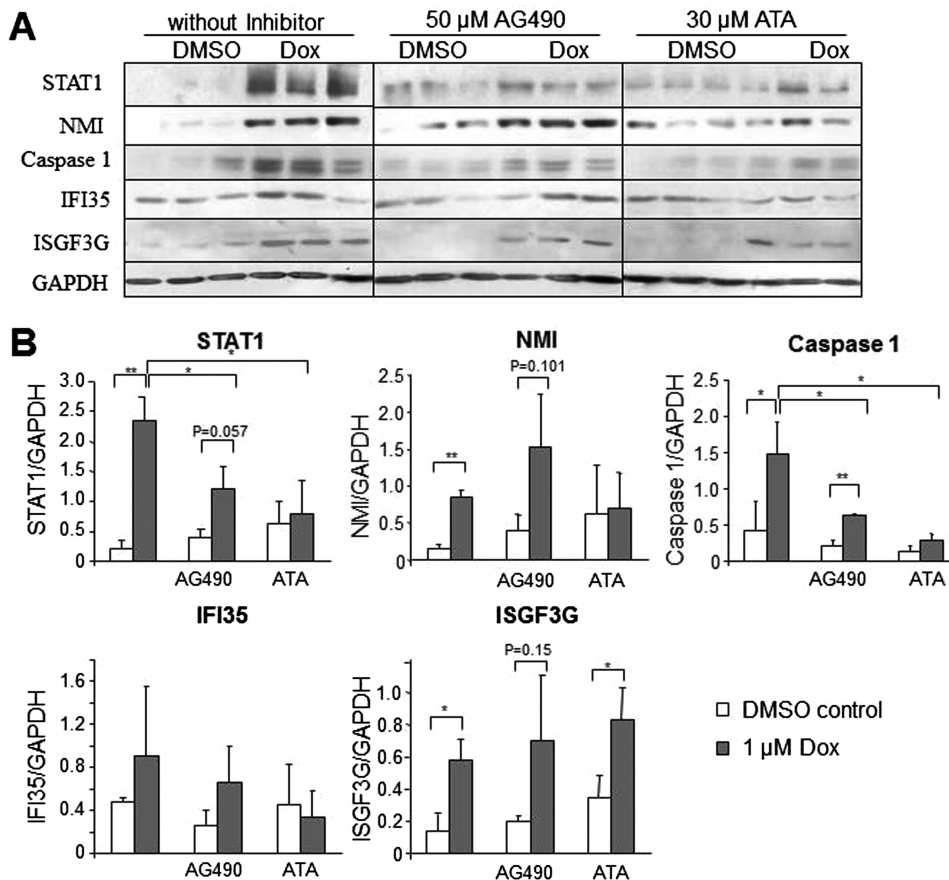 A
without Inhibitor
50 µM AG490
30 µM ATA
DMSO
Dox
DMSO
Dox
DMSO
Dox
STAT1
NMI
Caspase 1
IFI35
ISGF3G
GAPDH
B
STAT1
STAT1/GAPDH
3.0
2.5
2.0
1.5
1.0
0.5
0
**
*
*
P=0.057
AG490
ATA
NMI
NMI/GAPDH
2.5
2.0
1.5
1.0
0.5
0
**
P=0.101
AG490
ATA
Caspase 1
Caspase 1/GAPDH
2.5
2.0
1.5
1.0
0.5
0
*
*
*
**
AG490
ATA
IFI35
IFI35/GAPDH
1.6
1.2
0.8
0.4
0
AG490
ATA
ISGF3G
ISGF3G/GAPDH
1.0
0.8
0.6
0.4
0.2
0
*
P=0.15
*
AG490
ATA
DMSO control
1 µM Dox